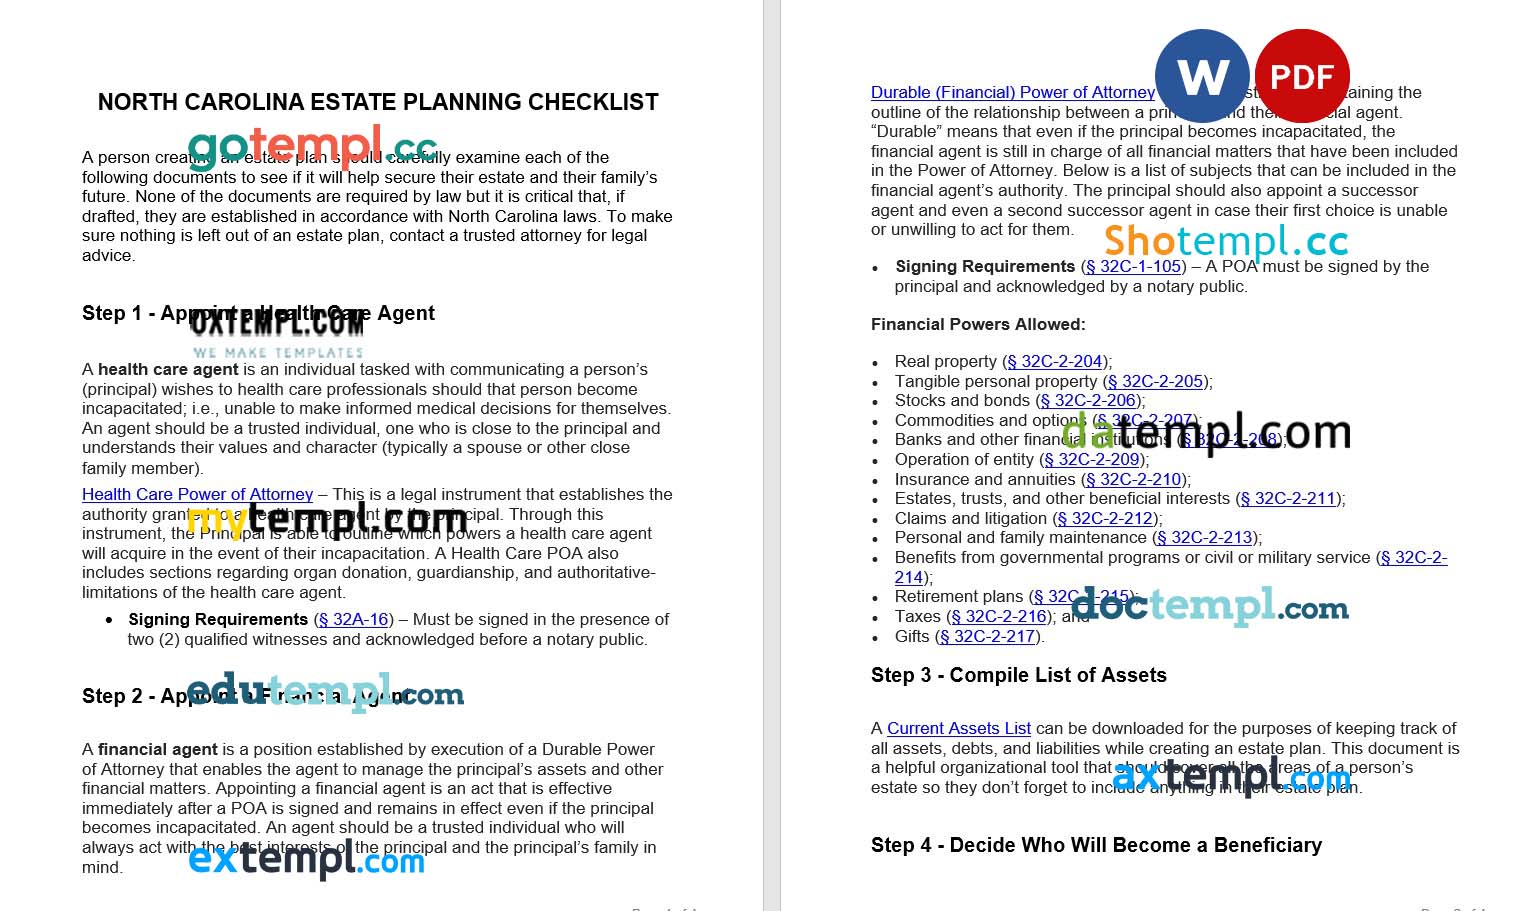 NORTH CAROLINA ESTATE PLANNING CHECKLIST
gotempl.cc
A person creating an estate plan should carefully examine each of the
following documents to see if it will help secure their estate and their family's
future. None of the documents are required by law but it is critical that, if
drafted, they are established in accordance with North Carolina laws. To make
sure nothing is left out of an estate plan, contact a trusted attorney for legal
advice.
Step 1 - Appoint a Health Care Agent
OXTEMPL.COM
WE MAKE TEMPLATES
A health care agent is an individual tasked with communicating a person's
(principal) wishes to health care professionals should that person become
incapacitated; i.e., unable to make informed medical decisions for themselves.
An agent should be a trusted individual, one who is close to the principal and
understands their values and character (typically a spouse or other close
family member).
Health Care Power of Attorney – This is a legal instrument that establishes the
authority granted to a health care agent by the principal. Through this
mytempl.com
instrument, the Principal is able to outline which powers a health care agent
will acquire in the event of their incapacitation. A Health Care POA also
includes sections regarding organ donation, guardianship, and authoritative-
limitations of the health care agent.
• Signing Requirements (§ 32A-16) – Must be signed in the presence of
two (2) qualified witnesses and acknowledged before a notary public.
Step 2 - Appoint a Financial Agent
edutempl.com
A financial agent is a position established by execution of a Durable Power
of Attorney that enables the agent to manage the principal's assets and other
financial matters. Appointing a financial agent is an act that is effective
immediately after a POA is signed and remains in effect even if the principal
becomes incapacitated. An agent should be a trusted individual who will
always act with the best interests of the principal and the principal's family in
mind.
extempl.com
W PDF
Durable (Financial) Power of Attorney taining the
outline of the relationship between a principal and their financial agent.
“Durable” means that even if the principal becomes incapacitated, the
financial agent is still in charge of all financial matters that have been included
in the Power of Attorney. Below is a list of subjects that can be included in the
financial agent's authority. The principal should also appoint a successor
agent and even a second successor agent in case their first choice is unable
or unwilling to act for them.
Shotempl.cc
• Signing Requirements (§ 32C-1-105) – A POA must be signed by the
principal and acknowledged by a notary public.
Financial Powers Allowed:
• Real property (§ 32C-2-204);
• Tangible personal property (§ 32C-2-205);
• Stocks and bonds (§ 32C-2-206);
• Commodities and options (§ 32C-2-207);
datempl.com
• Banks and other financial institutions (§ 32C-2-208);
• Operation of entity (§ 32C-2-209);
• Insurance and annuities (§ 32C-2-210);
• Estates, trusts, and other beneficial interests (§ 32C-2-211);
• Claims and litigation (§ 32C-2-212);
• Personal and family maintenance (§ 32C-2-213);
• Benefits from governmental programs or civil or military service (§ 32C-2-
214);
• Retirement plans (§ 32C-2-215);
doctempl.com
• Taxes (§ 32C-2-216); and
• Gifts (§ 32C-2-217).
Step 3 - Compile List of Assets
A Current Assets List can be downloaded for the purposes of keeping track of
all assets, debts, and liabilities while creating an estate plan. This document is
a helpful organizational tool that should cover all the areas of a person's
axtempl.com
estate so they don't forget to include anything in their estate plan.
Step 4 - Decide Who Will Become a Beneficiary